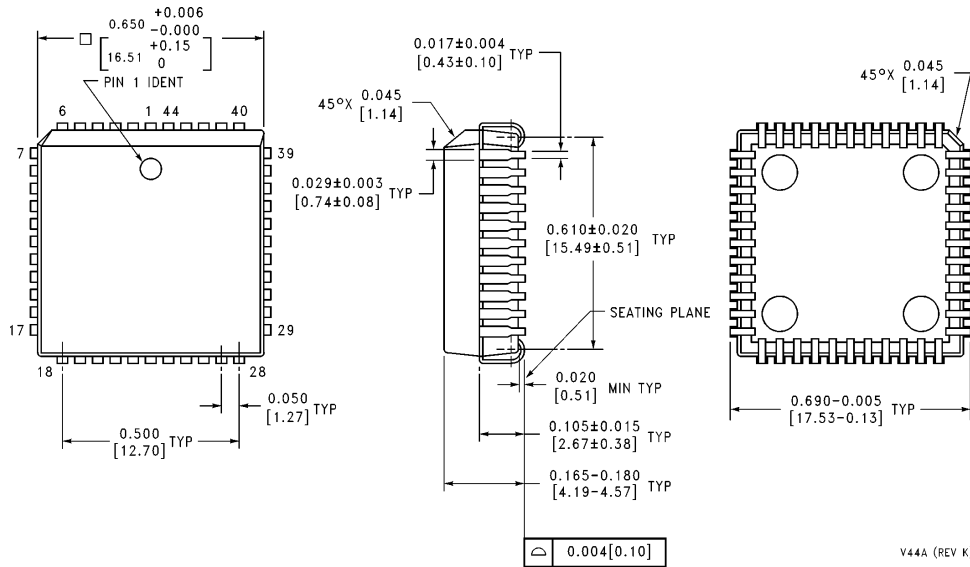 0.650 +0.006 -0.000
[16.51 +0.15 0]
PIN 1 IDENT
6 1 44 40
7 39
17 29
18 28
0.050 [1.27] TYP
0.500 [12.70] TYP
0.017±0.004 [0.43±0.10] TYP
45°X 0.045 [1.14]
0.029±0.003 [0.74±0.08] TYP
0.610±0.020 [15.49±0.51] TYP
SEATING PLANE
0.020 [0.51] MIN TYP
0.105±0.015 [2.67±0.38] TYP
0.165-0.180 [4.19-4.57] TYP
0.004[0.10]
45°X 0.045 [1.14]
0.690-0.005 [17.53-0.13] TYP
V44A (REV K